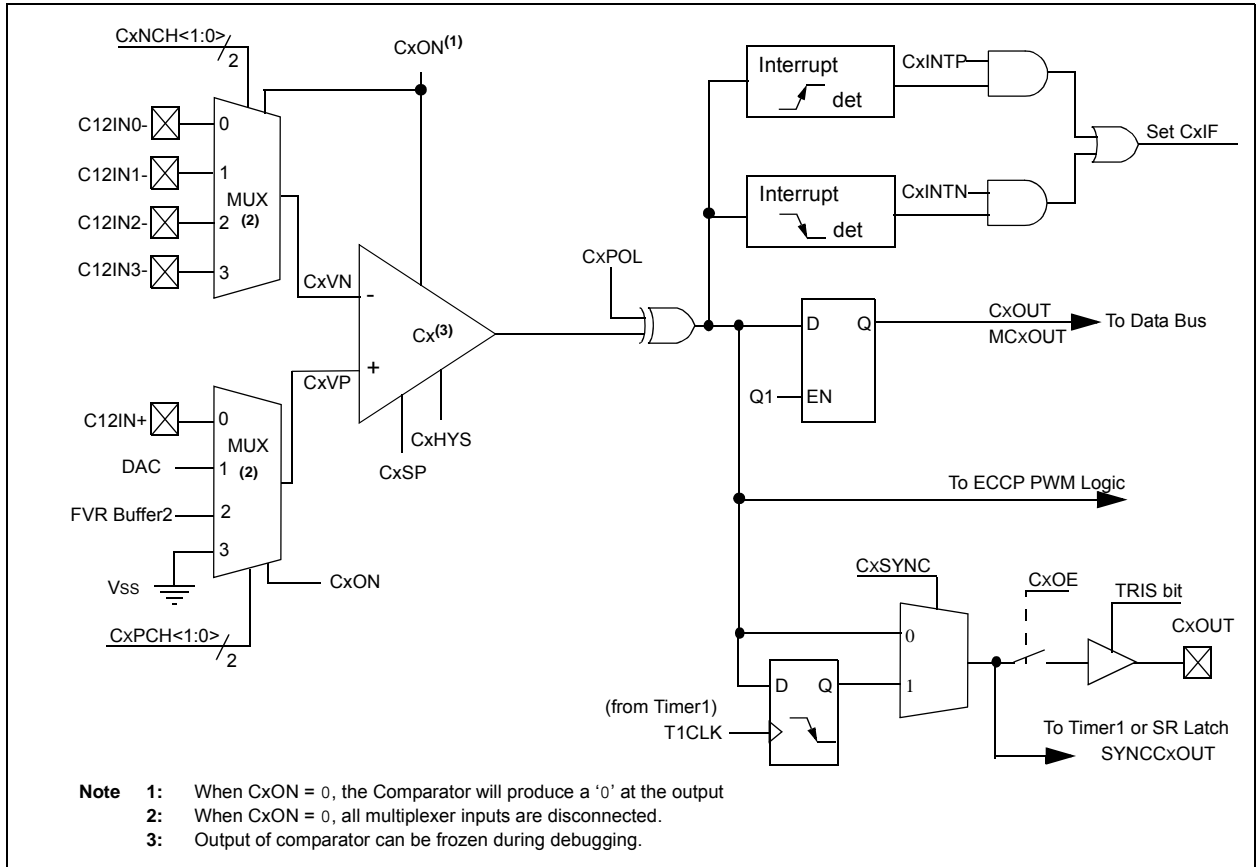 CxNCH<1:0>
2
CxON(1)
C12IN0-
C12IN1-
C12IN2-
C12IN3-
0
1
2
3
MUX
(2)
CxVN
-
Cx(3)
+
CxVP
CxHYS
CxSP
C12IN+
DAC
FVR Buffer2
VSS
0
1
2
3
MUX
(2)
CxON
CxPCH<1:0>
2
CxPOL
Interrupt
det
CxINTP
Interrupt
det
CxINTN
Set CxIF
D
Q
EN
Q1
CxOUT
MCxOUT
To Data Bus
To ECCP PWM Logic
CxSYNC
0
1
D
Q
(from Timer1)
T1CLK
CxOE
TRIS bit
CxOUT
To Timer1 or SR Latch
SYNCCxOUT
Note 1: When CxON = 0, the Comparator will produce a ‘0’ at the output
2: When CxON = 0, all multiplexer inputs are disconnected.
3: Output of comparator can be frozen during debugging.